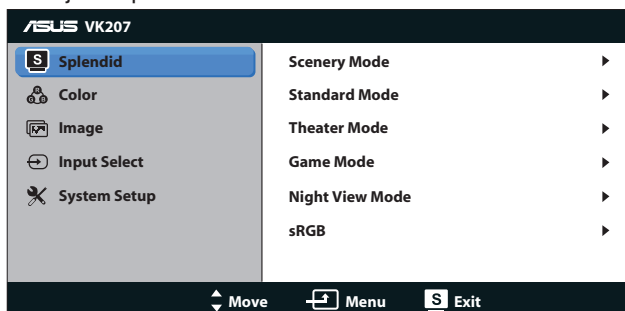 ASUS VK207
S Splendid
Color
Image
Input Select
System Setup
Scenery Mode
Standard Mode
Theater Mode
Game Mode
Night View Mode
sRGB
Move Menu S Exit